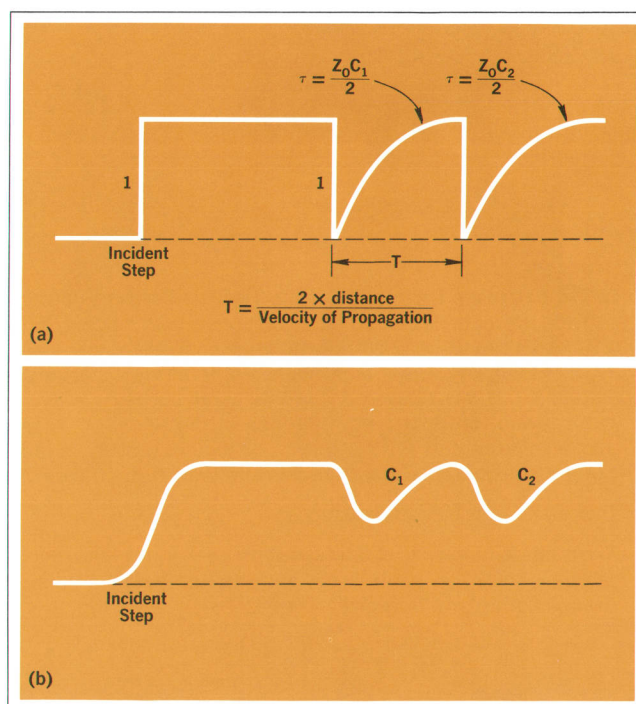 τ = Z₀C₁/2
τ = Z₀C₂/2
1
1
Incident
Step
T
T = 2 × distance / Velocity of Propagation
(a)
C₁
C₂
Incident
Step
(b)